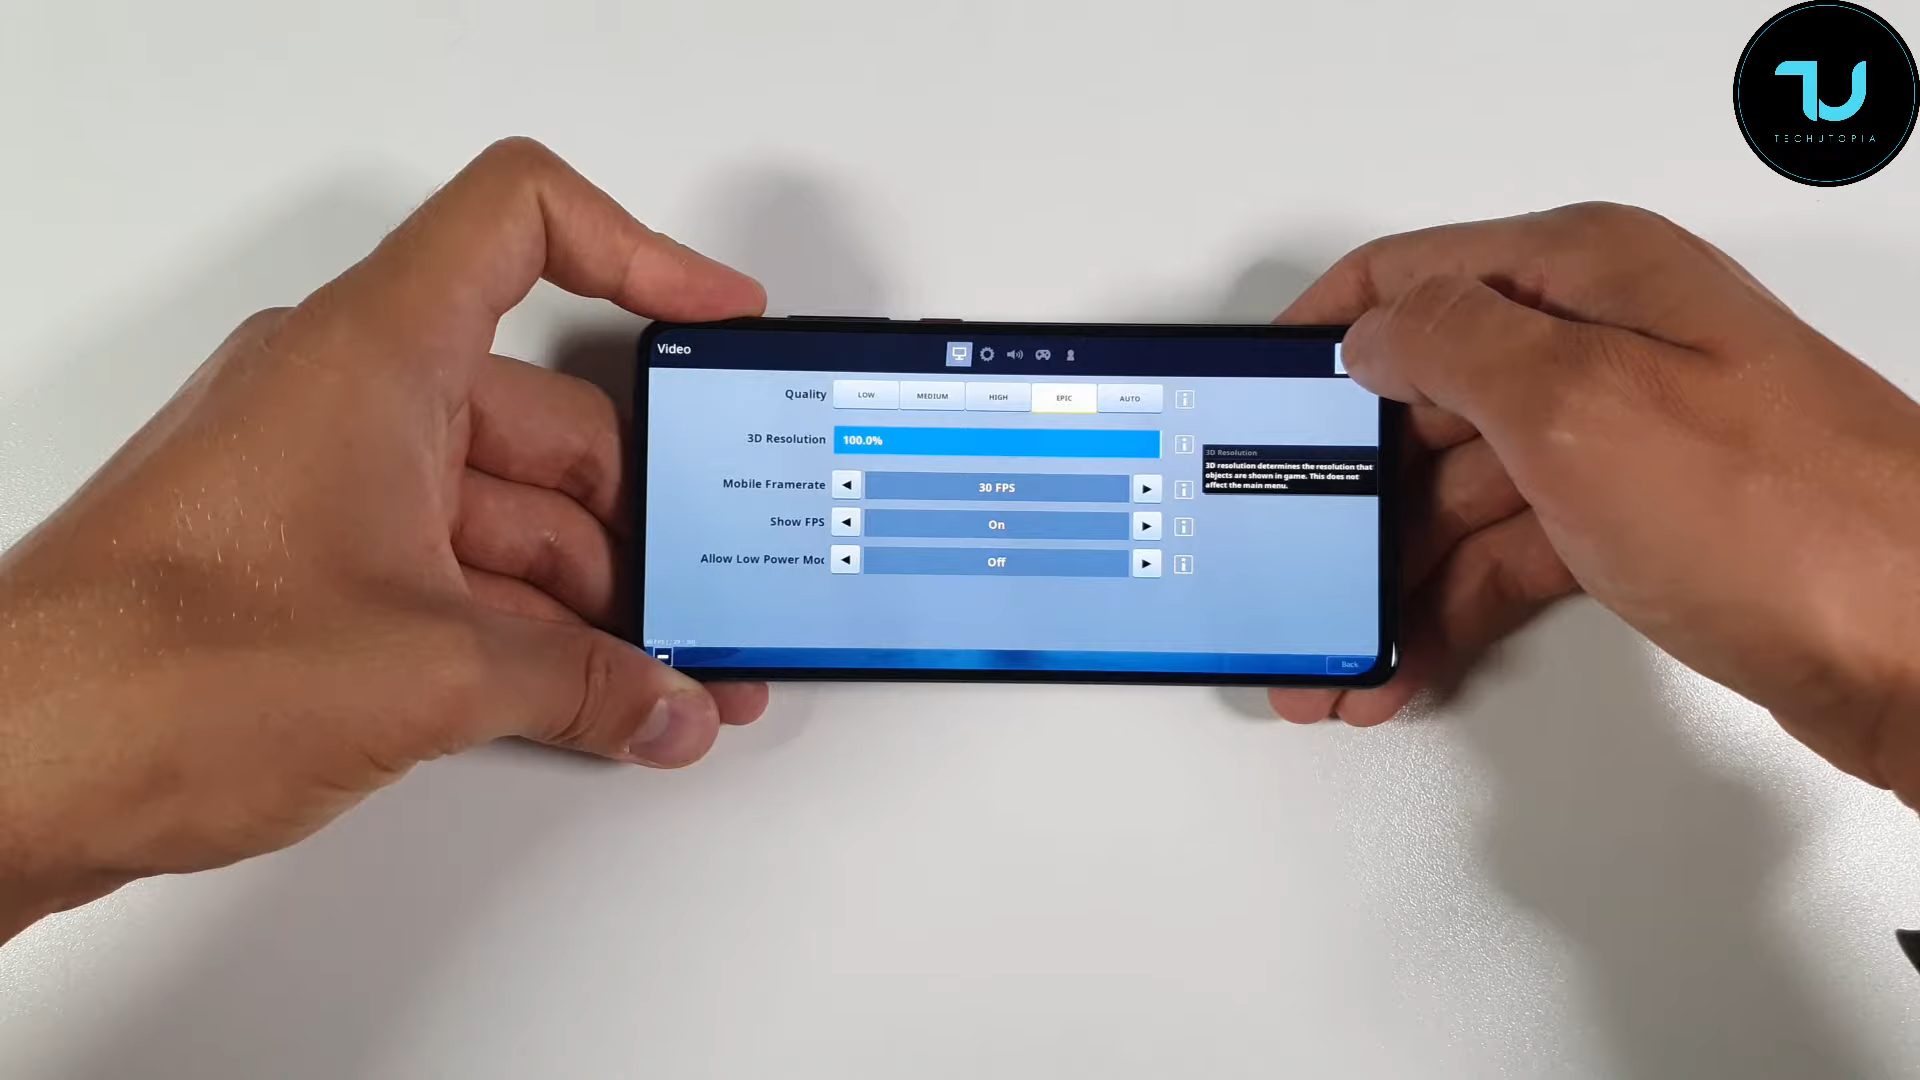 TU
TECHUTOPIA
Video
Quality
LOW
MEDIUM
HIGH
EPIC
AUTO
3D Resolution
100.0%
3D Resolution
3D resolution determines the resolution that
objects are shown in game. This does not
affect the main menu.
Mobile Framerate
30 FPS
Show FPS
On
Allow Low Power Mod
Off
Back